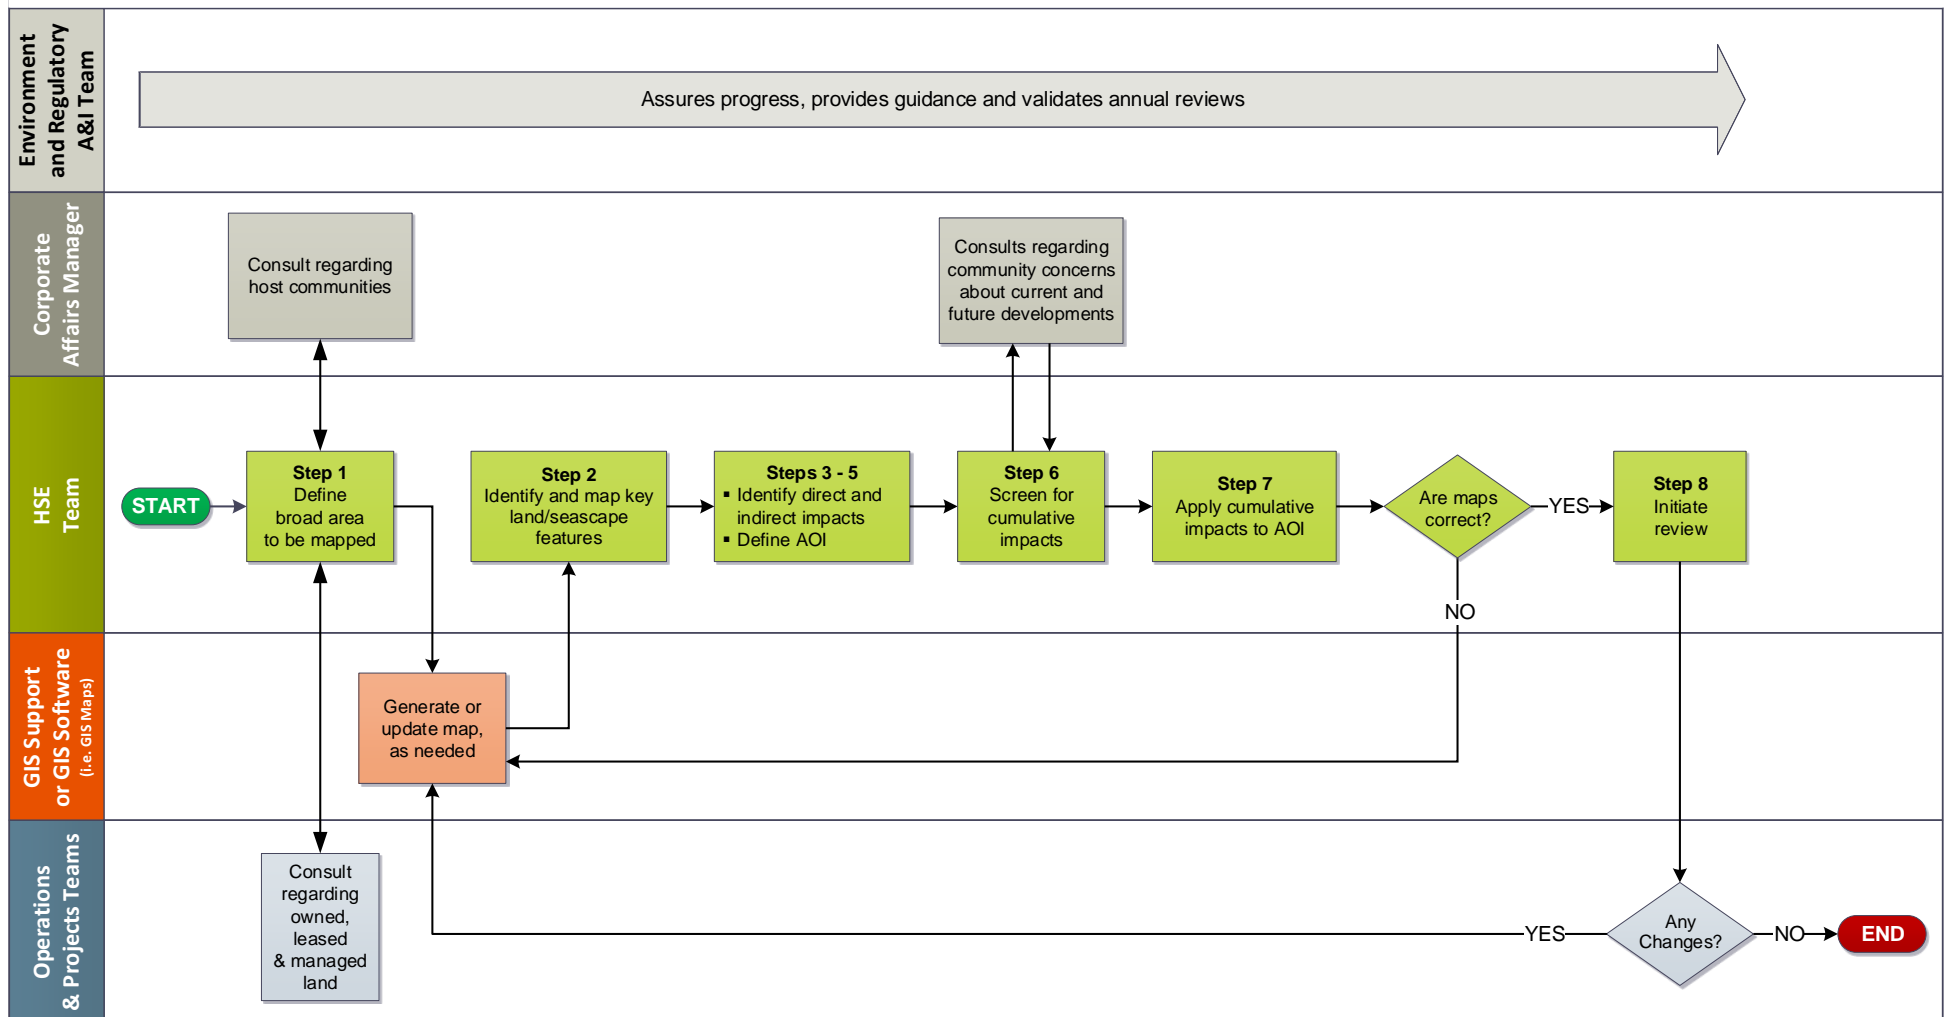 Environment
and Regulatory
A&I Team
Assures progress, provides guidance and validates annual reviews
Corporate
Affairs Manager
Consult regarding
host communities
Consults regarding
community concerns
about current and
future developments
HSE
Team
START
Step 1
Define
broad area
to be mapped
Step 2
Identify and map key
land/seascape
features
Steps 3 - 5
▪ Identify direct and
indirect impacts
▪ Define AOI
Step 6
Screen for
cumulative
impacts
Step 7
Apply cumulative
impacts to AOI
Are maps
correct?
YES
NO
Step 8
Initiate
review
GIS Support
or GIS Software
(i.e. GIS Maps)
Generate or
update map,
as needed
Operations
& Projects Teams
Consult
regarding
owned,
leased
& managed
land
YES
Any
Changes?
NO
END